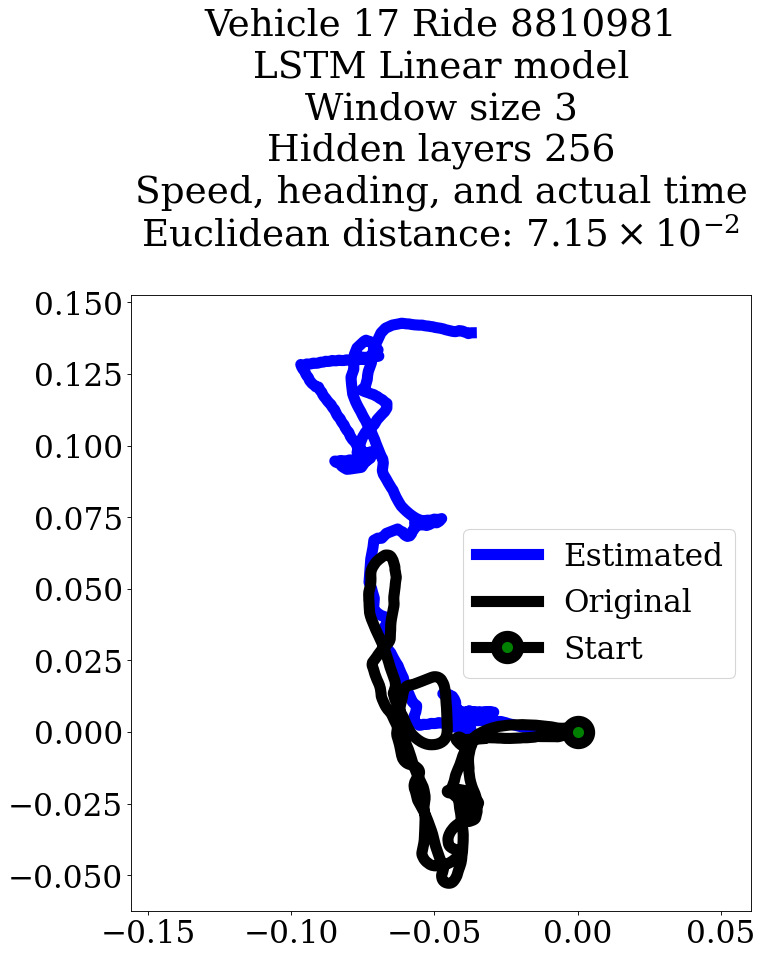 Vehicle 17 Ride 8810981
LSTM Linear model
Window size 3
Hidden layers 256
Speed, heading, and actual time
Euclidean distance: 7.15 × 10⁻²
0.150
0.125
0.100
0.075
0.050
0.025
0.000
−0.025
−0.050
Estimated
Original
Start
−0.15 −0.10 −0.05 0.00 0.05